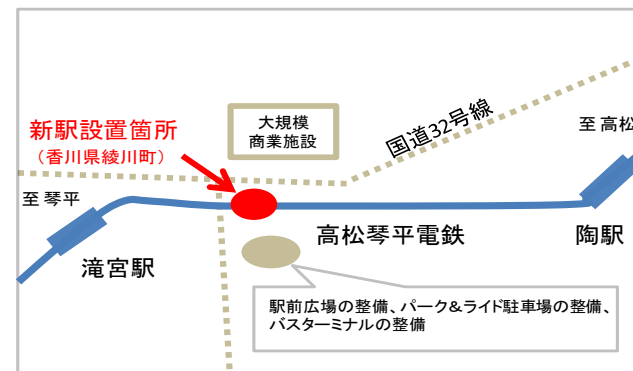 新駅設置箇所
（香川県綾川町）
大規模
商業施設
国道32号線
至 高松
至 琴平
高松琴平電鉄
陶駅
滝宮駅
駅前広場の整備、パーク&ライド駐車場の整備、
バスターミナルの整備